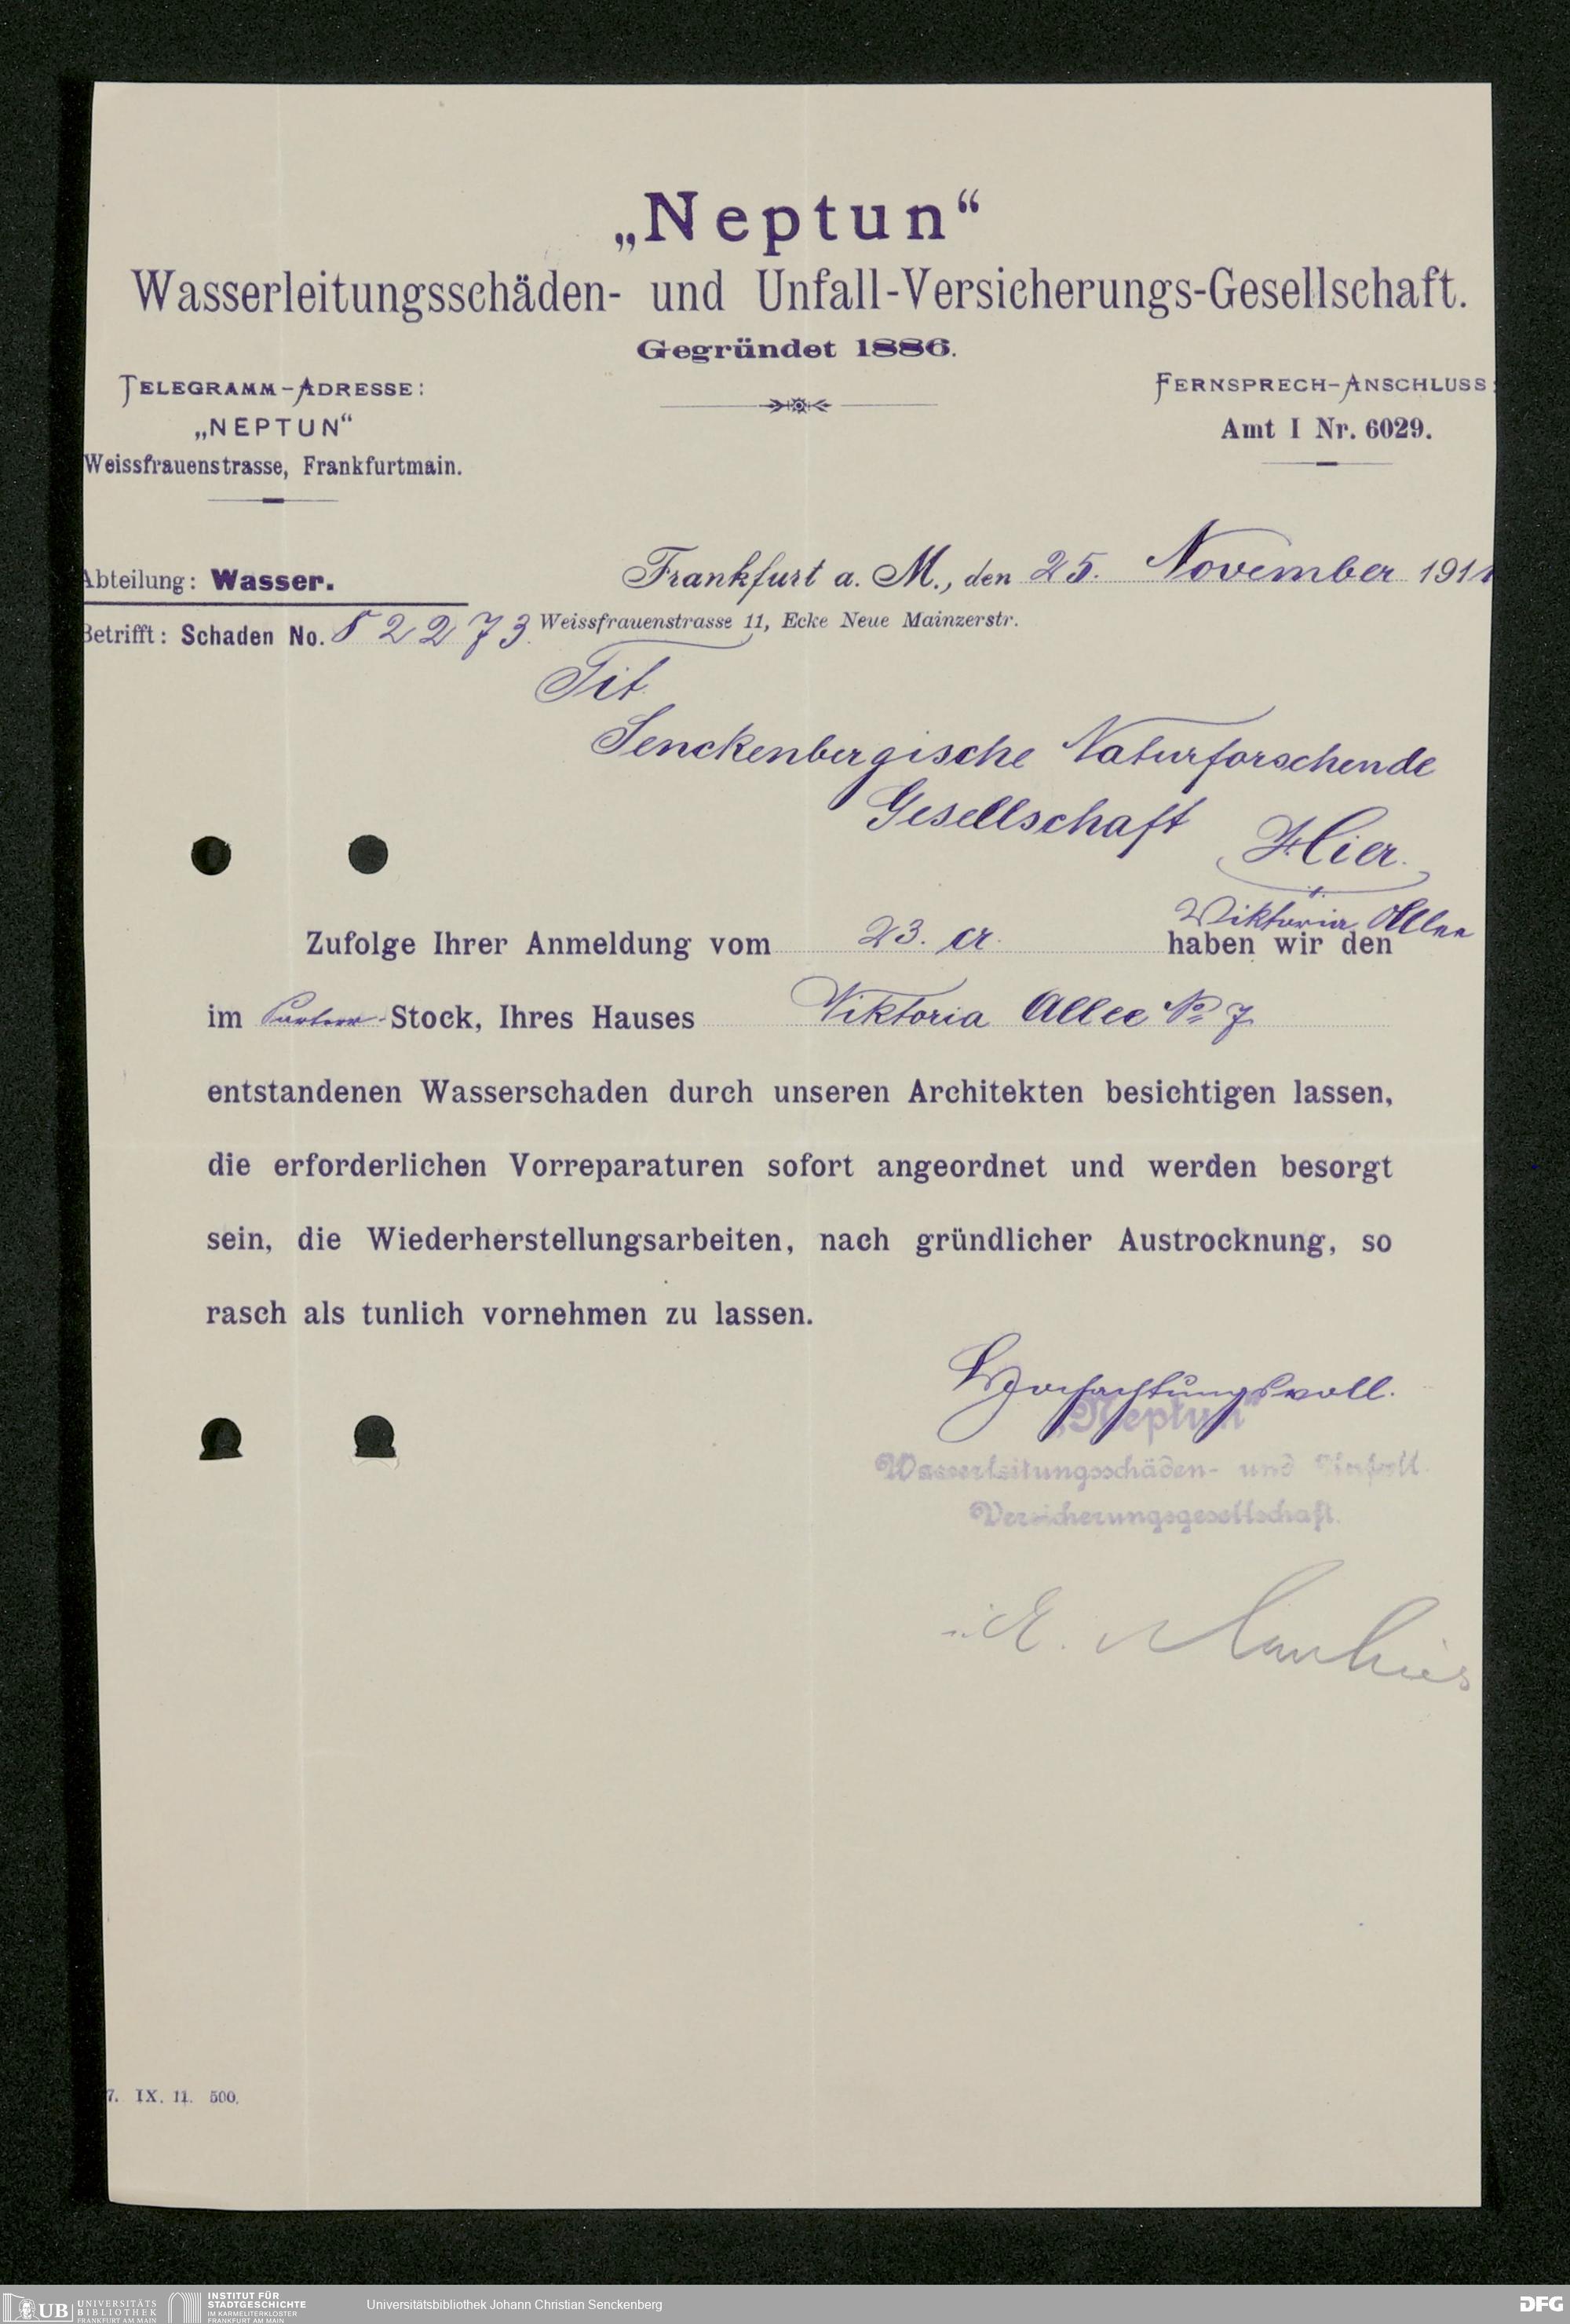 „Neptun“
Wasserleitungsschäden- und Unfall-Versicherungs-Gesellschaft.
Gegründet 1886.
TELEGRAMM-ADRESSE:
„NEPTUN“
Weissfrauenstrasse, Frankfurtmain.
FERNSPRECH-ANSCHLUSS:
Amt I Nr. 6029.
Abteilung: Wasser.
Frankfurt a. M., den 25. November 1911
Betrifft: Schaden No. 52273.
Weissfrauenstrasse 11, Ecke Neue Mainzerstr.
Tit.
Senckenbergische Naturforschende
Gesellschaft
Hier.
Viktoria Allee
Zufolge Ihrer Anmeldung vom 23. cr. haben wir den
im Parterre-Stock, Ihres Hauses Viktoria Allee No 7
entstandenen Wasserschaden durch unseren Architekten besichtigen lassen,
die erforderlichen Vorreparaturen sofort angeordnet und werden besorgt
sein, die Wiederherstellungsarbeiten, nach gründlicher Austrocknung, so
rasch als tunlich vornehmen zu lassen.
Hochachtungsvoll.
„Neptun“
Wasserleitungsschäden- und Unfall-
Versicherungsgesellschaft.
7. IX. 11. 500.
UB UNIVERSITÄTS
BIBLIOTHEK
FRANKFURT AM MAIN
INSTITUT FÜR
STADTGESCHICHTE
IM KARMELITERKLOSTER
FRANKFURT AM MAIN
Universitätsbibliothek Johann Christian Senckenberg
DFG